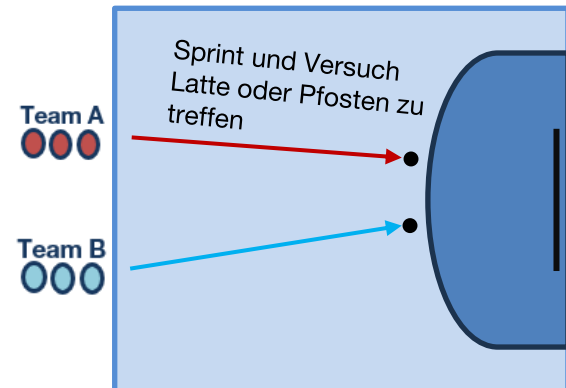 Sprint und Versuch
Latte oder Pfosten zu
treffen
Team A
Team B